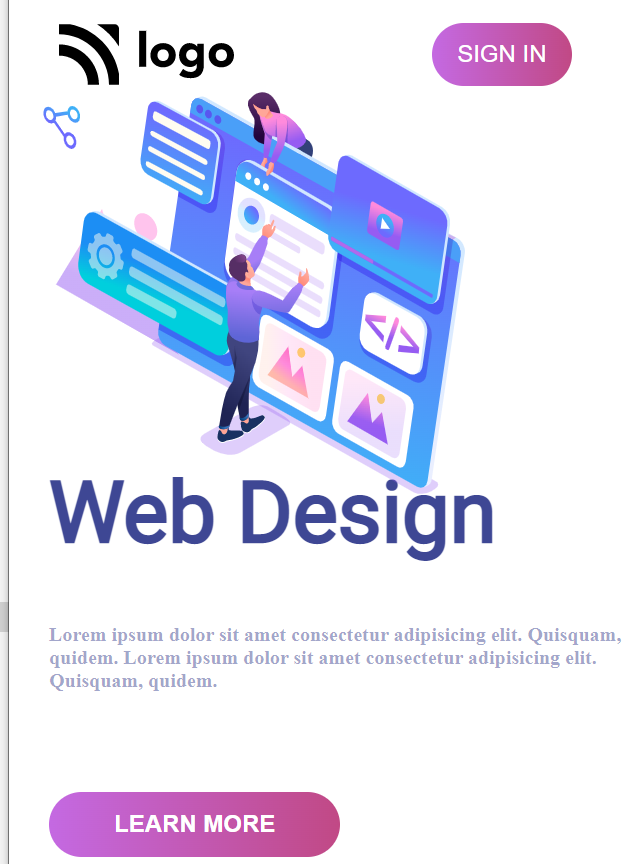 logo
SIGN IN
</>
Web Design
Lorem ipsum dolor sit amet consectetur adipisicing elit. Quisquam,
quidem. Lorem ipsum dolor sit amet consectetur adipisicing elit.
Quisquam, quidem.
LEARN MORE